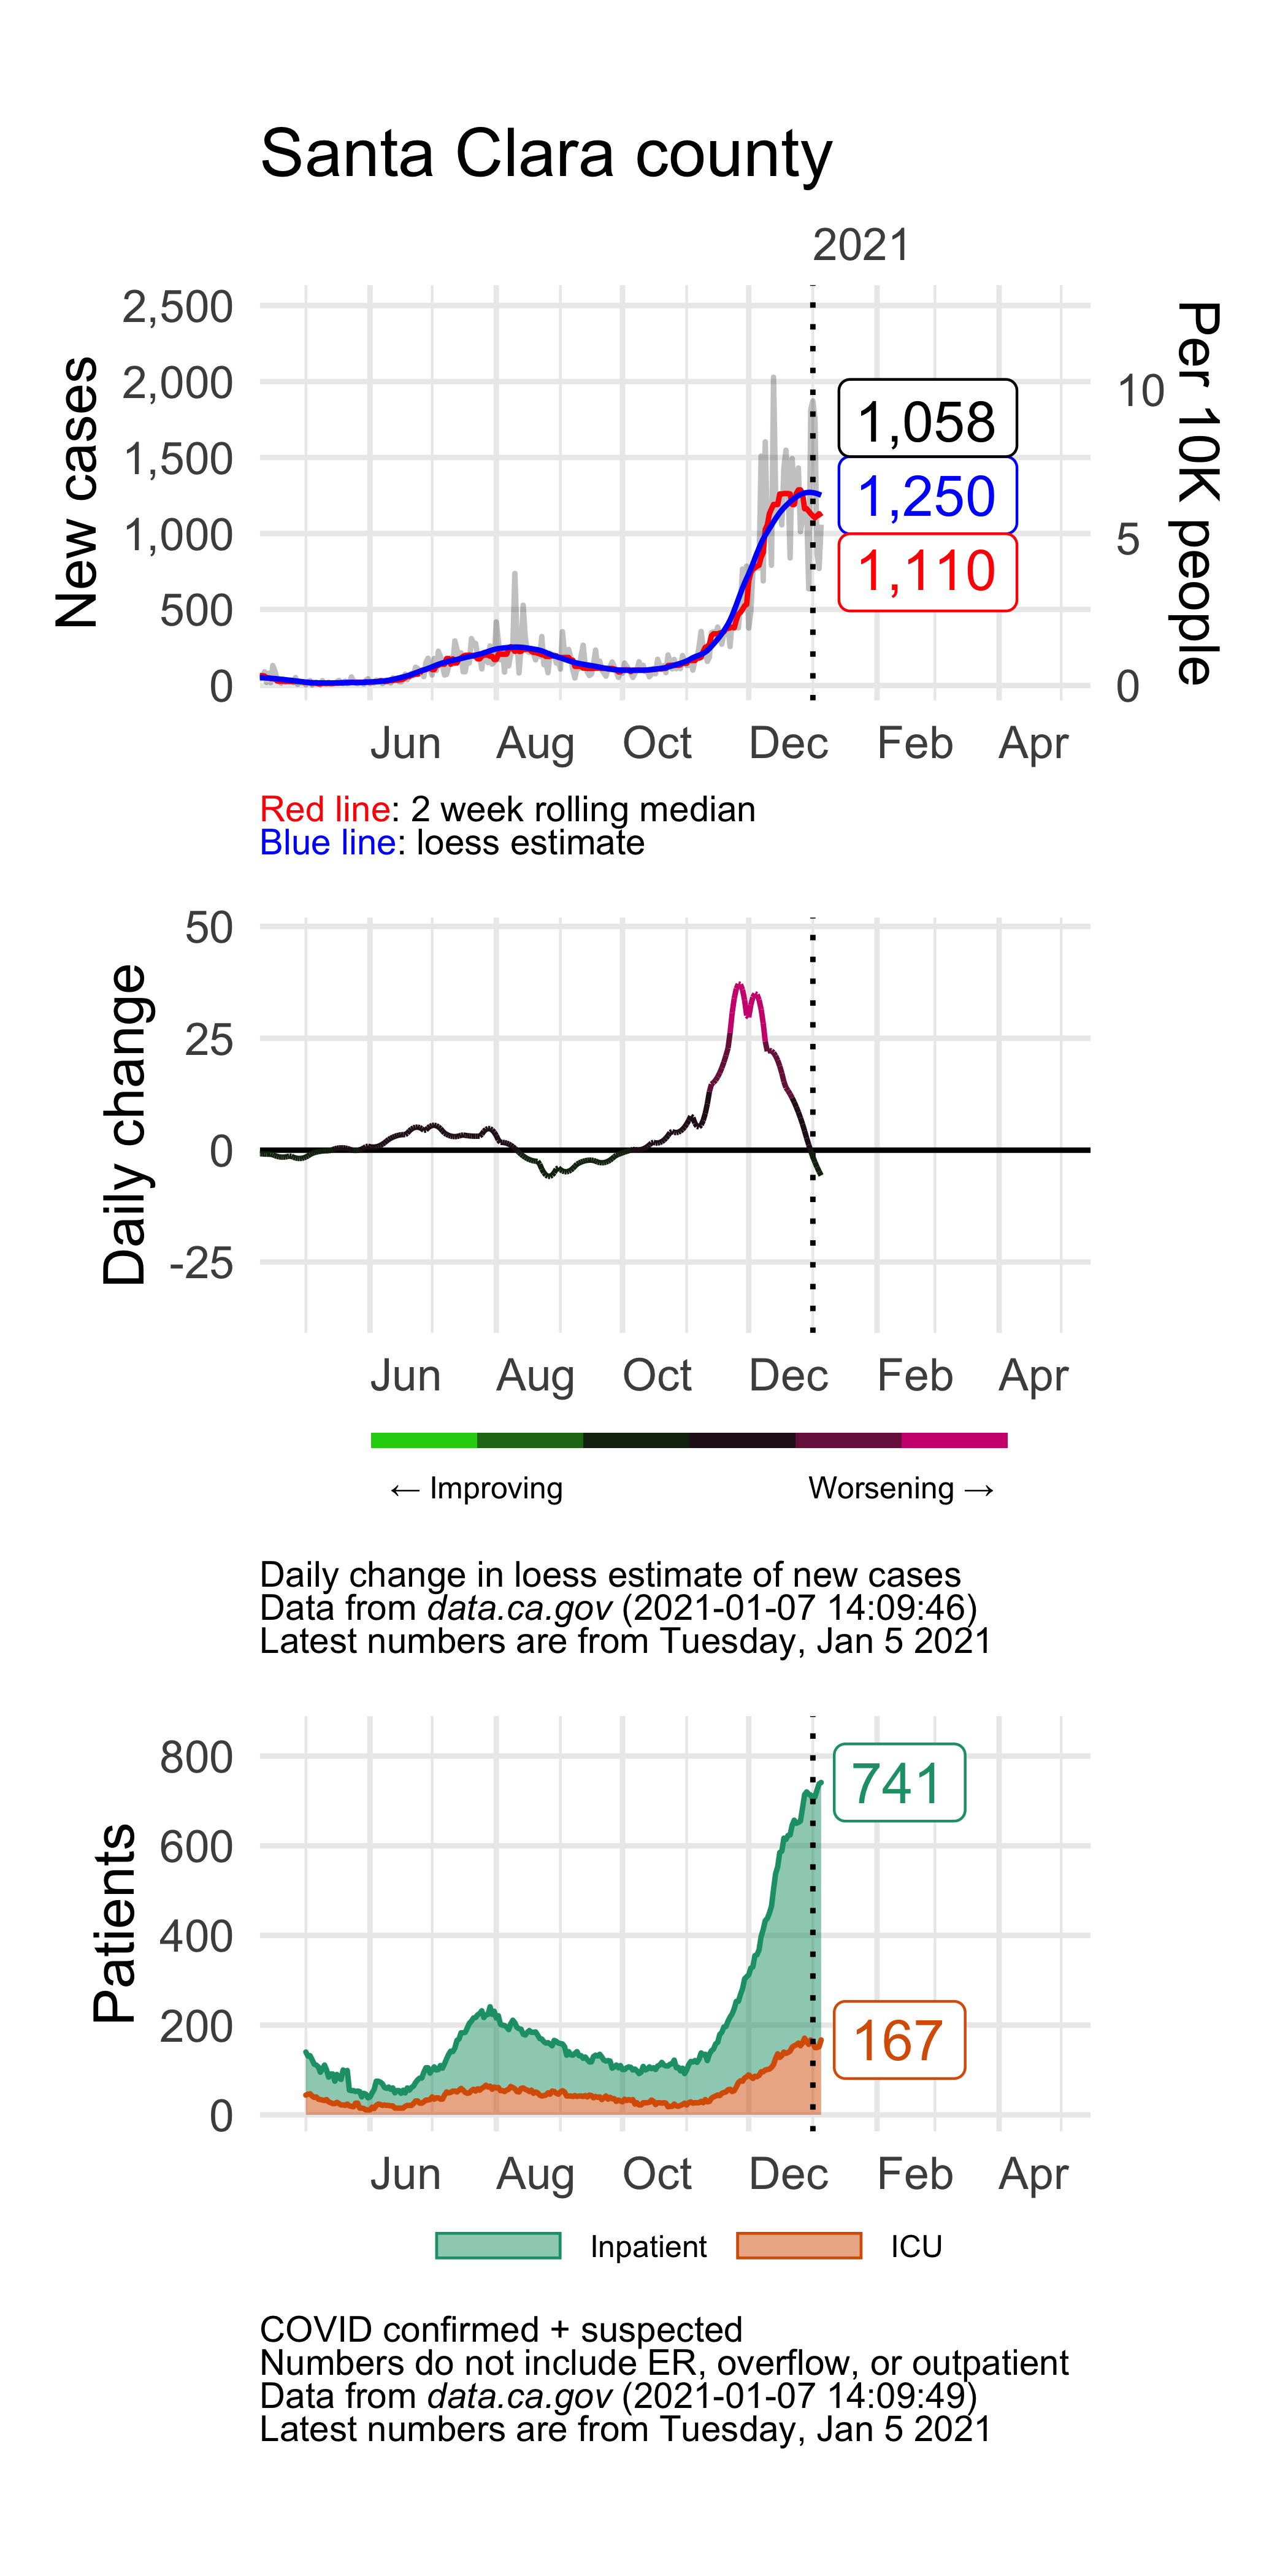 Santa Clara county
2021
New cases
2,500
2,000
1,500
1,000
500
0
10
5
0
Per 10K people
1,058
1,250
1,110
Jun Aug Oct Dec Feb Apr
Red line: 2 week rolling median
Blue line: loess estimate
Daily change
50
25
0
-25
Jun Aug Oct Dec Feb Apr
← Improving Worsening →
Daily change in loess estimate of new cases
Data from data.ca.gov (2021-01-07 14:09:46)
Latest numbers are from Tuesday, Jan 5 2021
Patients
800
600
400
200
0
741
167
Jun Aug Oct Dec Feb Apr
Inpatient ICU
COVID confirmed + suspected
Numbers do not include ER, overflow, or outpatient
Data from data.ca.gov (2021-01-07 14:09:49)
Latest numbers are from Tuesday, Jan 5 2021